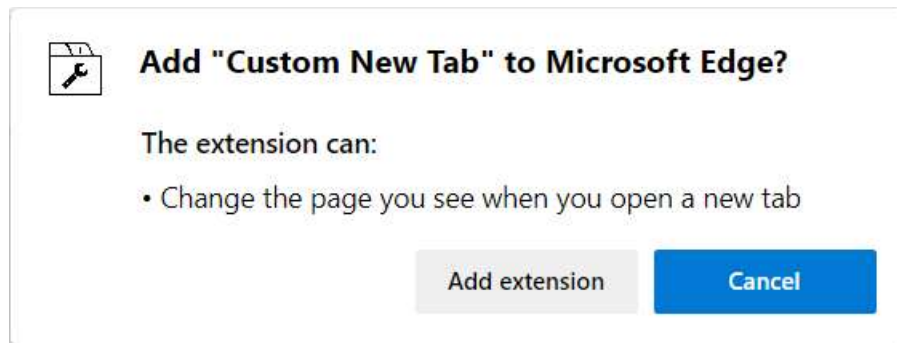 Add "Custom New Tab" to Microsoft Edge?
The extension can:
• Change the page you see when you open a new tab
Add extension
Cancel